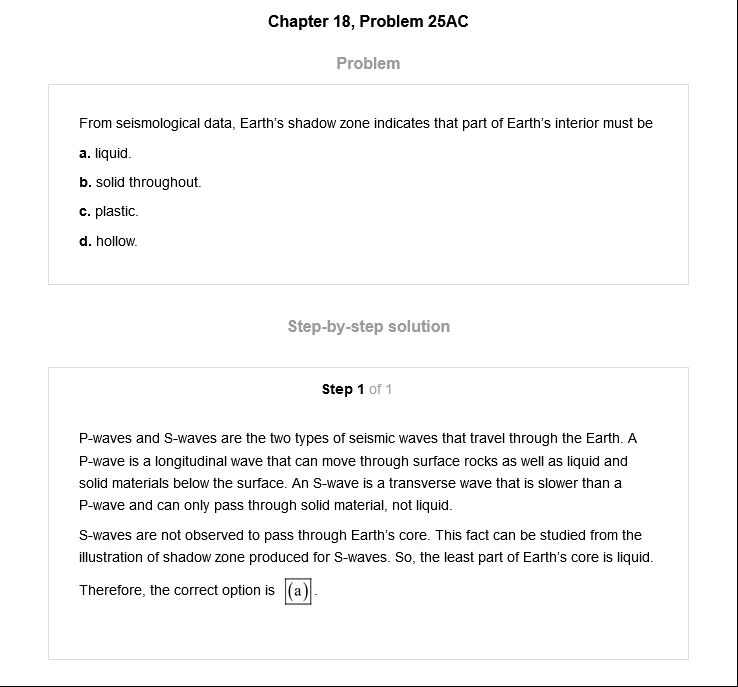 Chapter 18, Problem 25AC
Problem
From seismological data, Earth's shadow zone indicates that part of Earth's interior must be
a. liquid.
b. solid throughout.
c. plastic.
d. hollow.
Step-by-step solution
Step 1 of 1
P-waves and S-waves are the two types of seismic waves that travel through the Earth. A
P-wave is a longitudinal wave that can move through surface rocks as well as liquid and
solid materials below the surface. An S-wave is a transverse wave that is slower than a
P-wave and can only pass through solid material, not liquid.
S-waves are not observed to pass through Earth's core. This fact can be studied from the
illustration of shadow zone produced for S-waves. So, the least part of Earth's core is liquid.
Therefore, the correct option is (a).